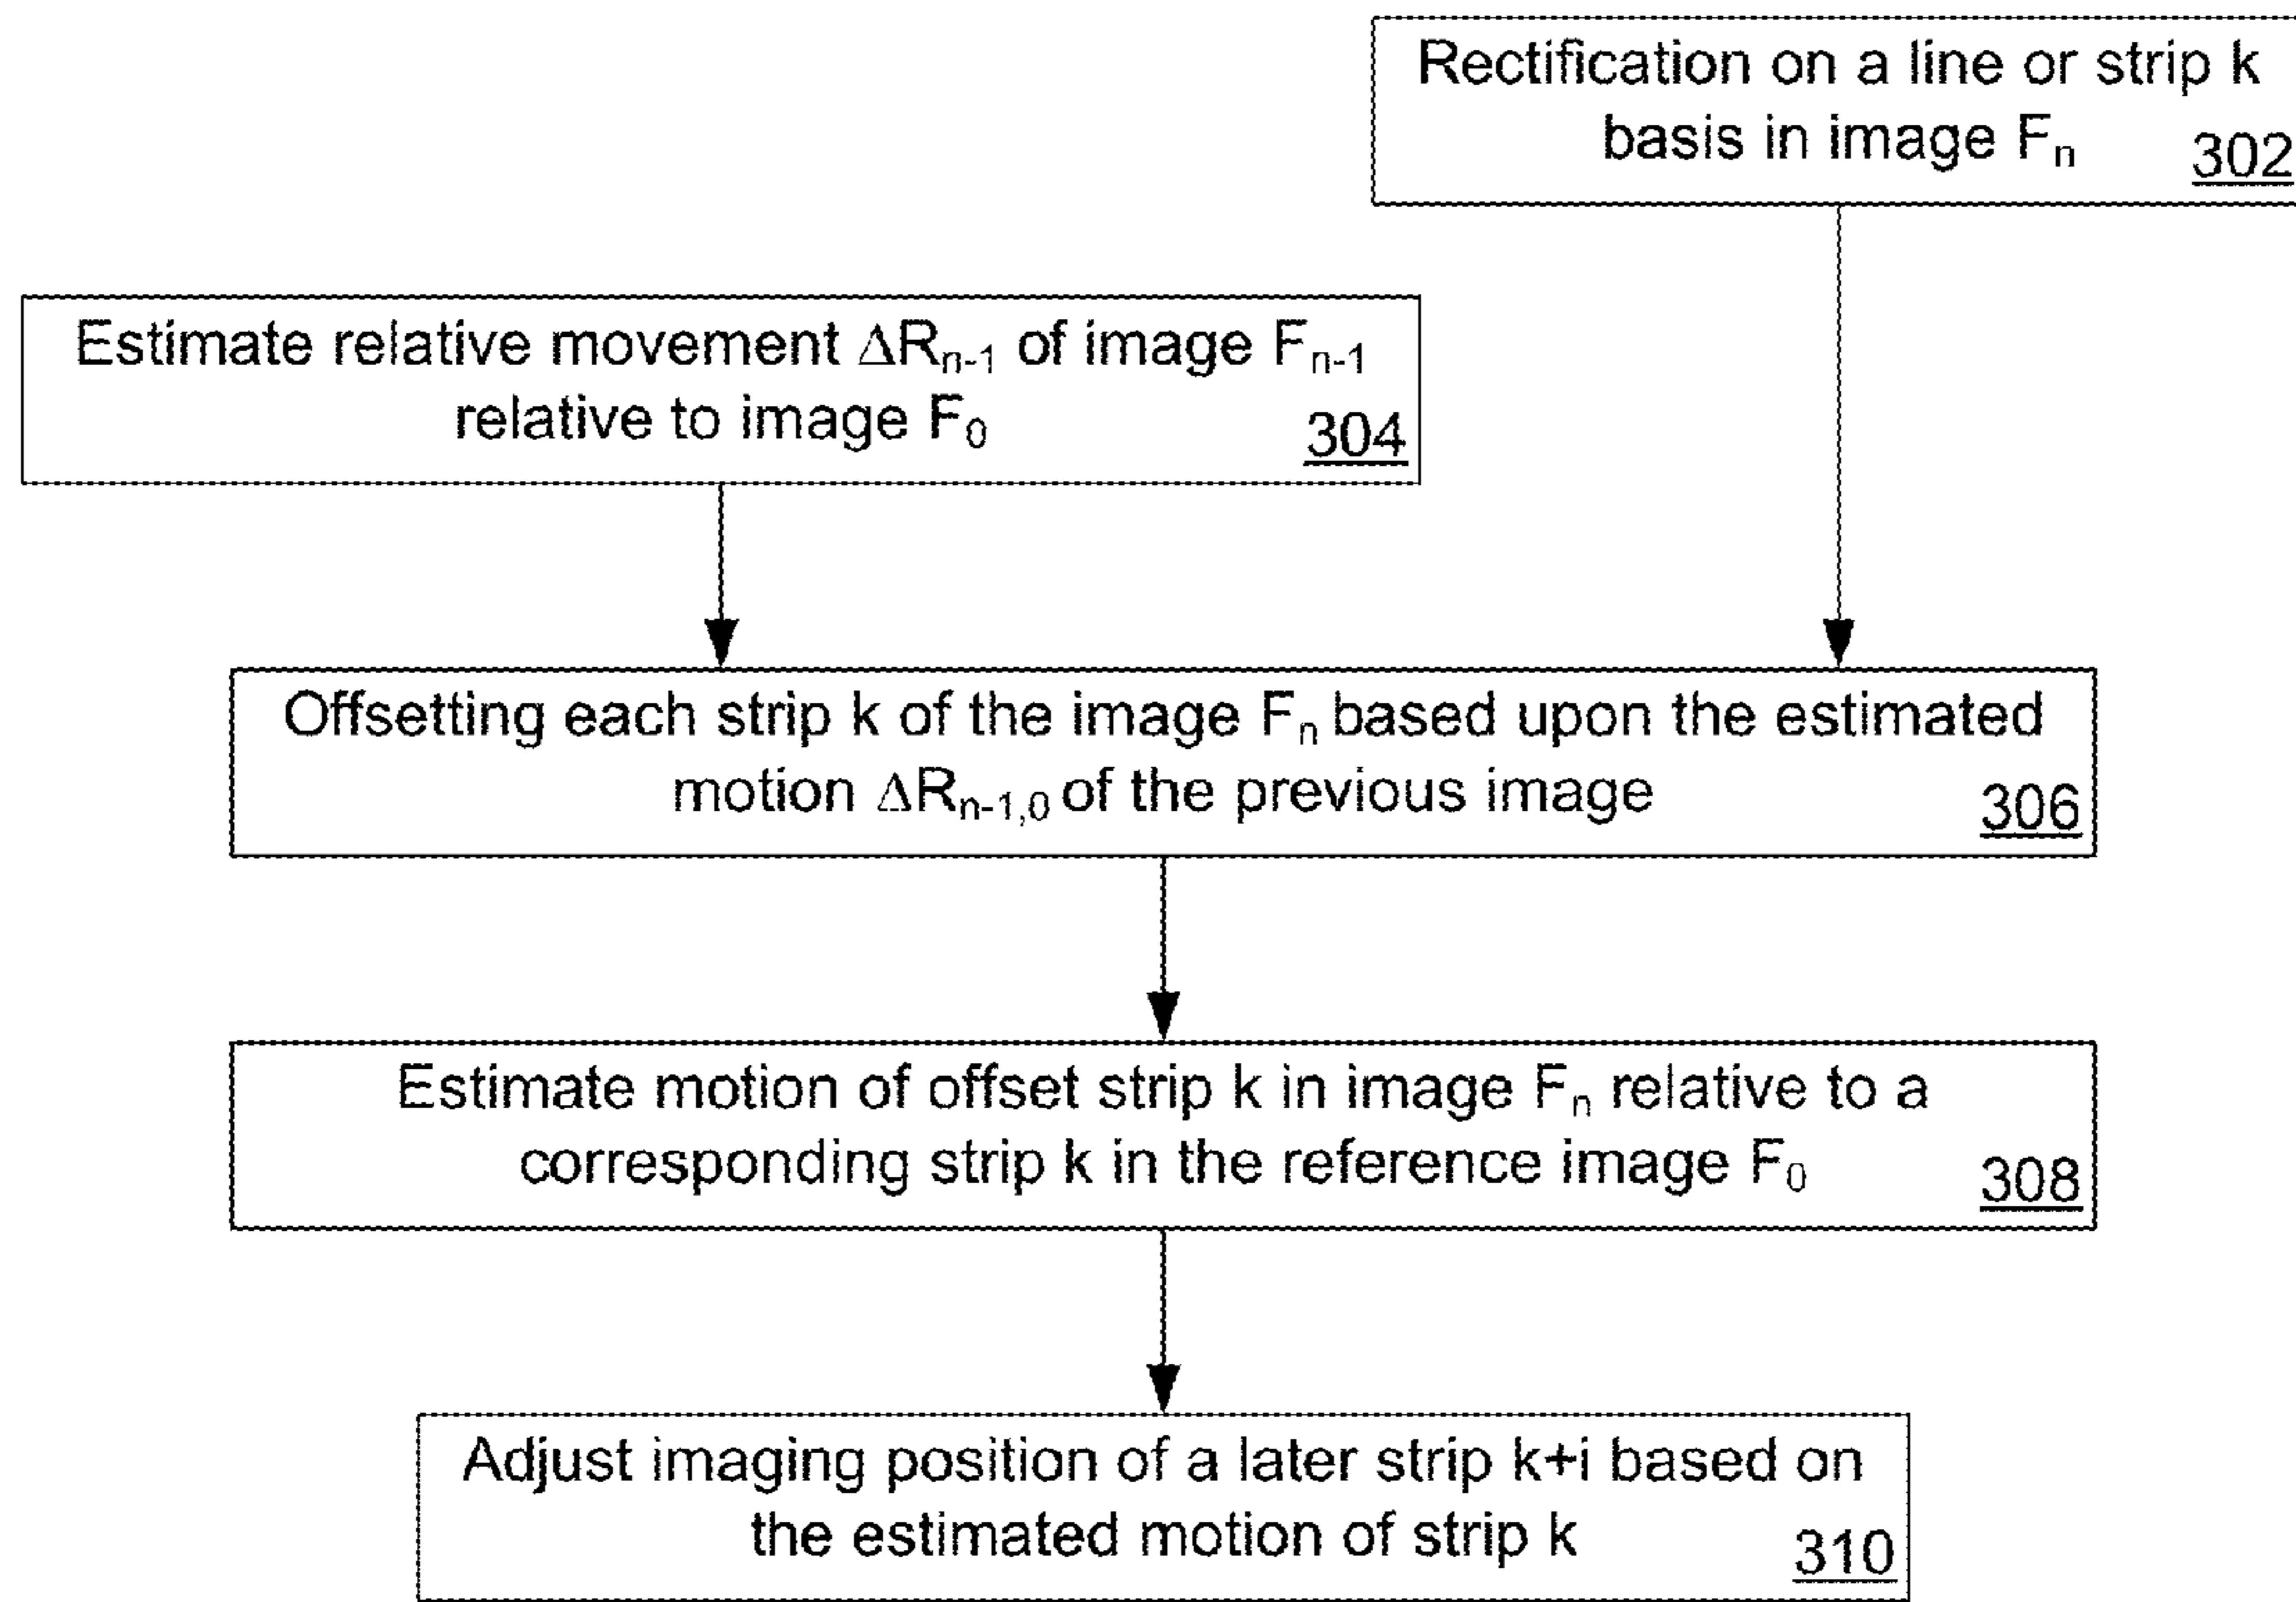 Rectification on a line or strip k
basis in image Fₙ 302
Estimate relative movement ΔRₙ₋₁ of image Fₙ₋₁
relative to image F₀ 304
Offsetting each strip k of the image Fₙ based upon the estimated
motion ΔRₙ₋₁,₀ of the previous image 306
Estimate motion of offset strip k in image Fₙ relative to a
corresponding strip k in the reference image F₀ 308
Adjust imaging position of a later strip k+i based on
the estimated motion of strip k 310